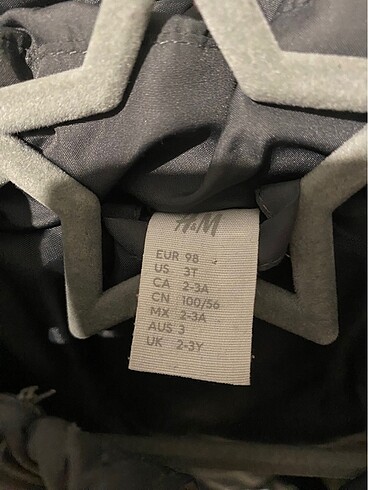 H&M
EUR 98
US 3T
CA 2-3A
CN 100/56
MX 2-3A
AUS 3
UK 2-3Y